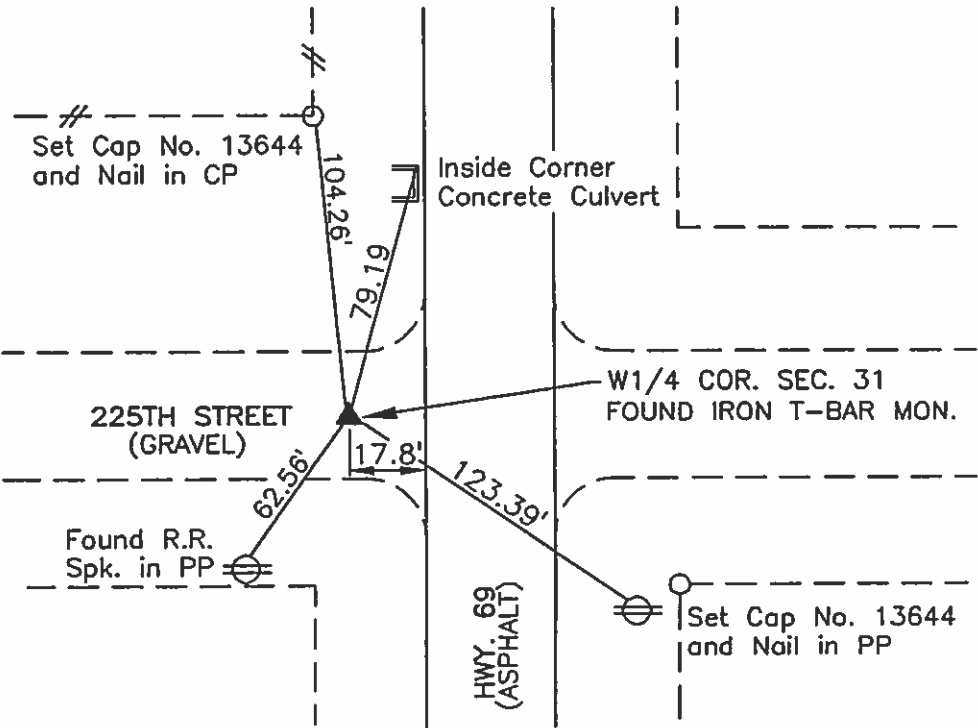 Set Cap No. 13644
and Nail in CP
104.26'
79.19
Inside Corner
Concrete Culvert
W1/4 COR. SEC. 31
FOUND IRON T-BAR MON.
225TH STREET
(GRAVEL)
17.8'
62.56'
123.39'
Found R.R.
Spk. in PP
HWY. 69
(ASPHALT)
Set Cap No. 13644
and Nail in PP